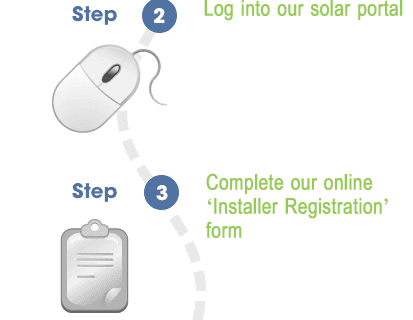 Step 2 Log into our solar portal
Step 3 Complete our online
‘Installer Registration’
form